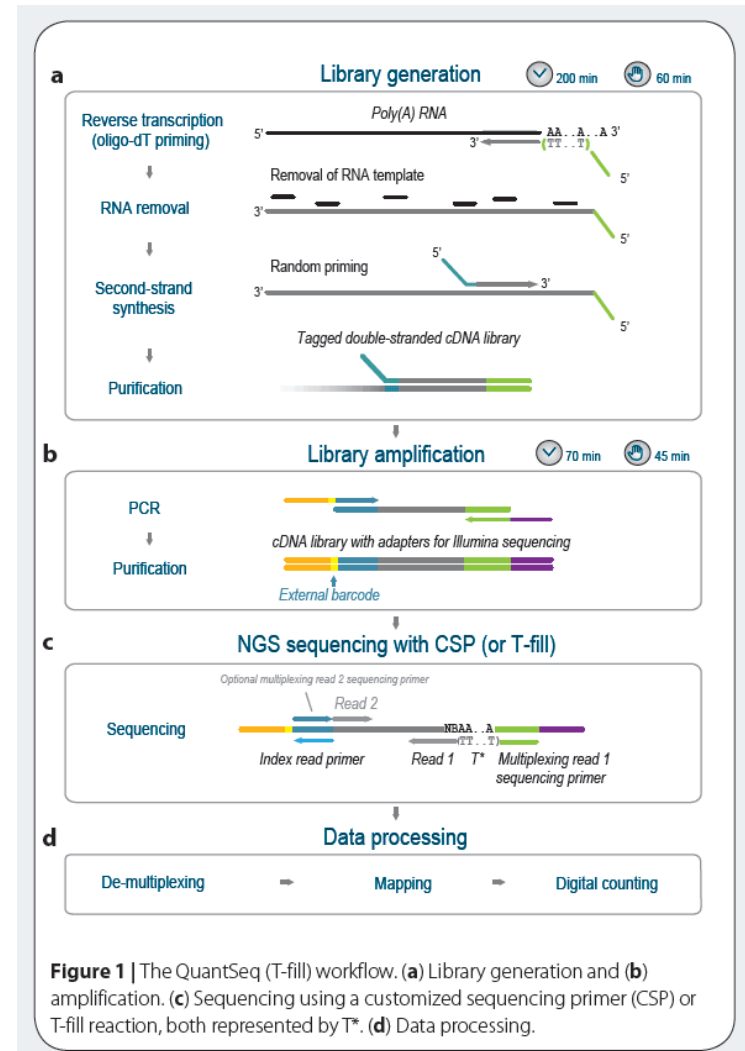 a
Library generation
200 min
60 min
Reverse transcription
(oligo-dT priming)
Poly(A) RNA
5'
AA..A..A 3'
3'
(TT..T)
5'
Removal of RNA template
RNA removal
3'
5'
5'
Random priming
3'
Second-strand
synthesis
3'
5'
Tagged double-stranded cDNA library
Purification
b
Library amplification
70 min
45 min
PCR
cDNA library with adapters for Illumina sequencing
Purification
External barcode
c
NGS sequencing with CSP (or T-fill)
Optional multiplexing read 2 sequencing primer
Read 2
Sequencing
NBAA..A
(TT..T)
Index read primer
Read 1
T*
Multiplexing read 1
sequencing primer
d
Data processing
De-multiplexing
Mapping
Digital counting
Figure 1 | The QuantSeq (T-fill) workflow. (a) Library generation and (b)
amplification. (c) Sequencing using a customized sequencing primer (CSP) or
T-fill reaction, both represented by T*. (d) Data processing.